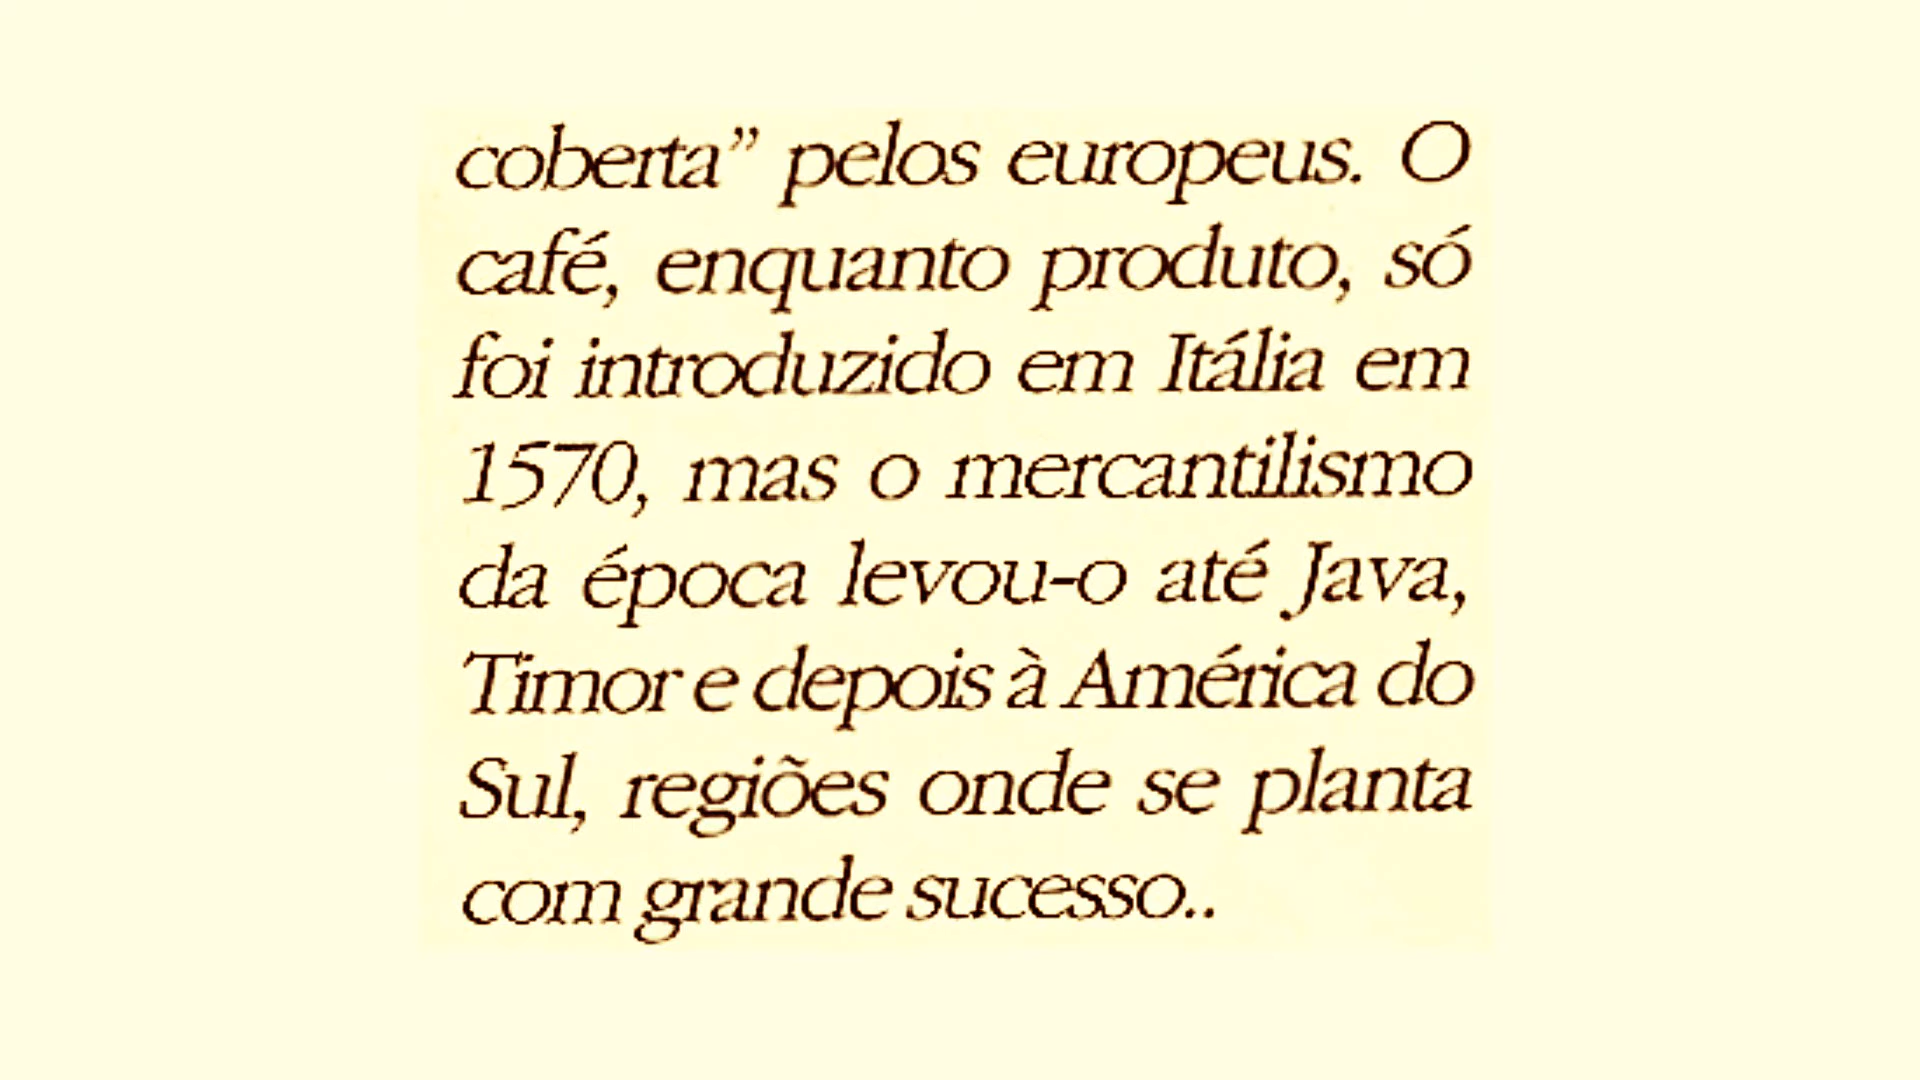 coberta” pelos europeus. O
café, enquanto produto, só
foi introduzido em Itália em
1570, mas o mercantilismo
da época levou-o até Java,
Timor e depois à América do
Sul, regiões onde se planta
com grande sucesso..